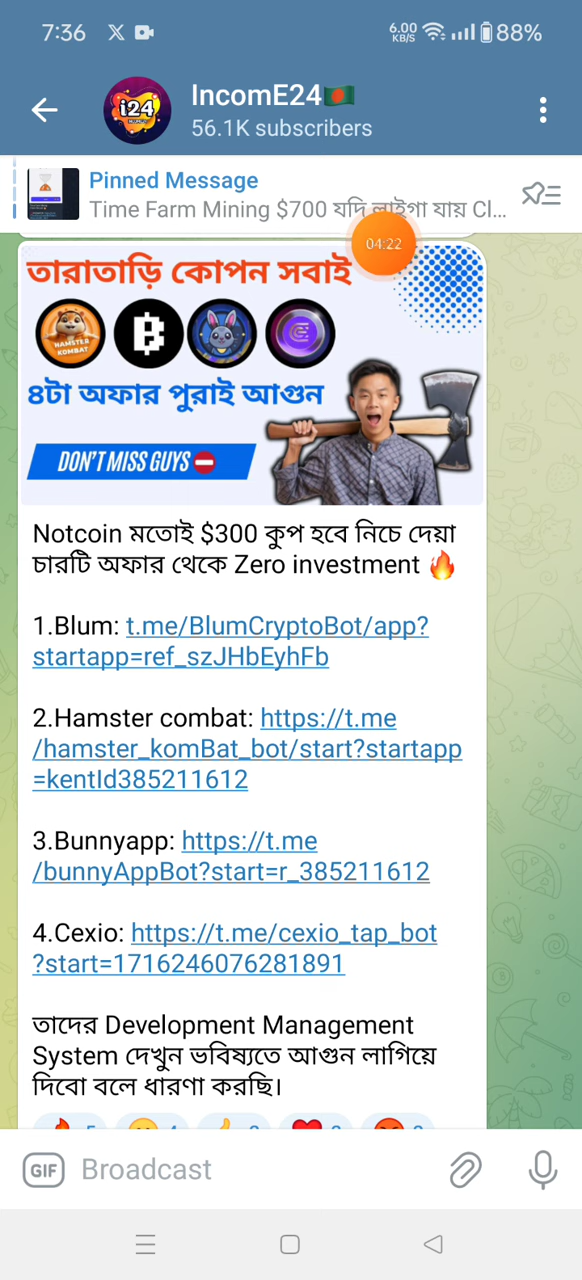 7:36
6.00
KB/S
88%
i24
IncomE24
56.1K subscribers
Pinned Message
Time Farm Mining $700 যদি লাইগা যায় Cl...
04:22
তারাতাড়ি কোপন সবাই
HAMSTER
KOMBAT
৪টা অফার পুরাই আগুন
DON'T MISS GUYS
Notcoin মতোই $300 কুপ হবে নিচে দেয়া
চারটি অফার থেকে Zero investment
1.Blum: t.me/BlumCryptoBot/app?
startapp=ref_szJHbEyhFb
2.Hamster combat: https://t.me
/hamster_komBat_bot/start?startapp
=kentId385211612
3.Bunnyapp: https://t.me
/bunnyAppBot?start=r_385211612
4.Cexio: https://t.me/cexio_tap_bot
?start=1716246076281891
তাদের Development Management
System দেখুন ভবিষ্যতে আগুন লাগিয়ে
দিবো বলে ধারণা করছি।
GIF
Broadcast